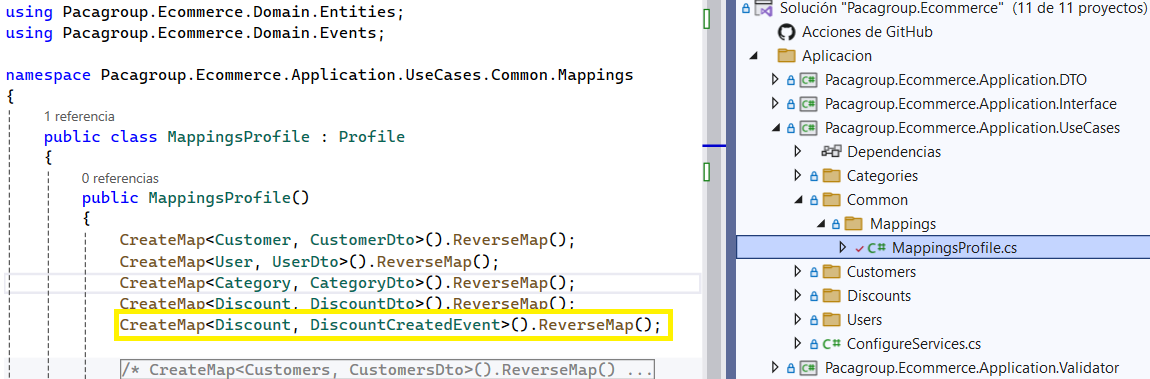 using Pacagroup.Ecommerce.Domain.Entities;
using Pacagroup.Ecommerce.Domain.Events;
namespace Pacagroup.Ecommerce.Application.UseCases.Common.Mappings
{
1 referencia
public class MappingsProfile : Profile
{
0 referencias
public MappingsProfile()
{
CreateMap<Customer, CustomerDto>().ReverseMap();
CreateMap<User, UserDto>().ReverseMap();
CreateMap<Category, CategoryDto>().ReverseMap();
CreateMap<Discount, DiscountDto>().ReverseMap();
CreateMap<Discount, DiscountCreatedEvent>().ReverseMap();
/* CreateMap<Customers, CustomersDto>().ReverseMap() ...
Solución "Pacagroup.Ecommerce" (11 de 11 proyectos)
Acciones de GitHub
Aplicacion
C# Pacagroup.Ecommerce.Application.DTO
C# Pacagroup.Ecommerce.Application.Interface
C# Pacagroup.Ecommerce.Application.UseCases
Dependencias
Categories
Common
Mappings
C# MappingsProfile.cs
Customers
Discounts
Users
C# ConfigureServices.cs
C# Pacagroup.Ecommerce.Application.Validator